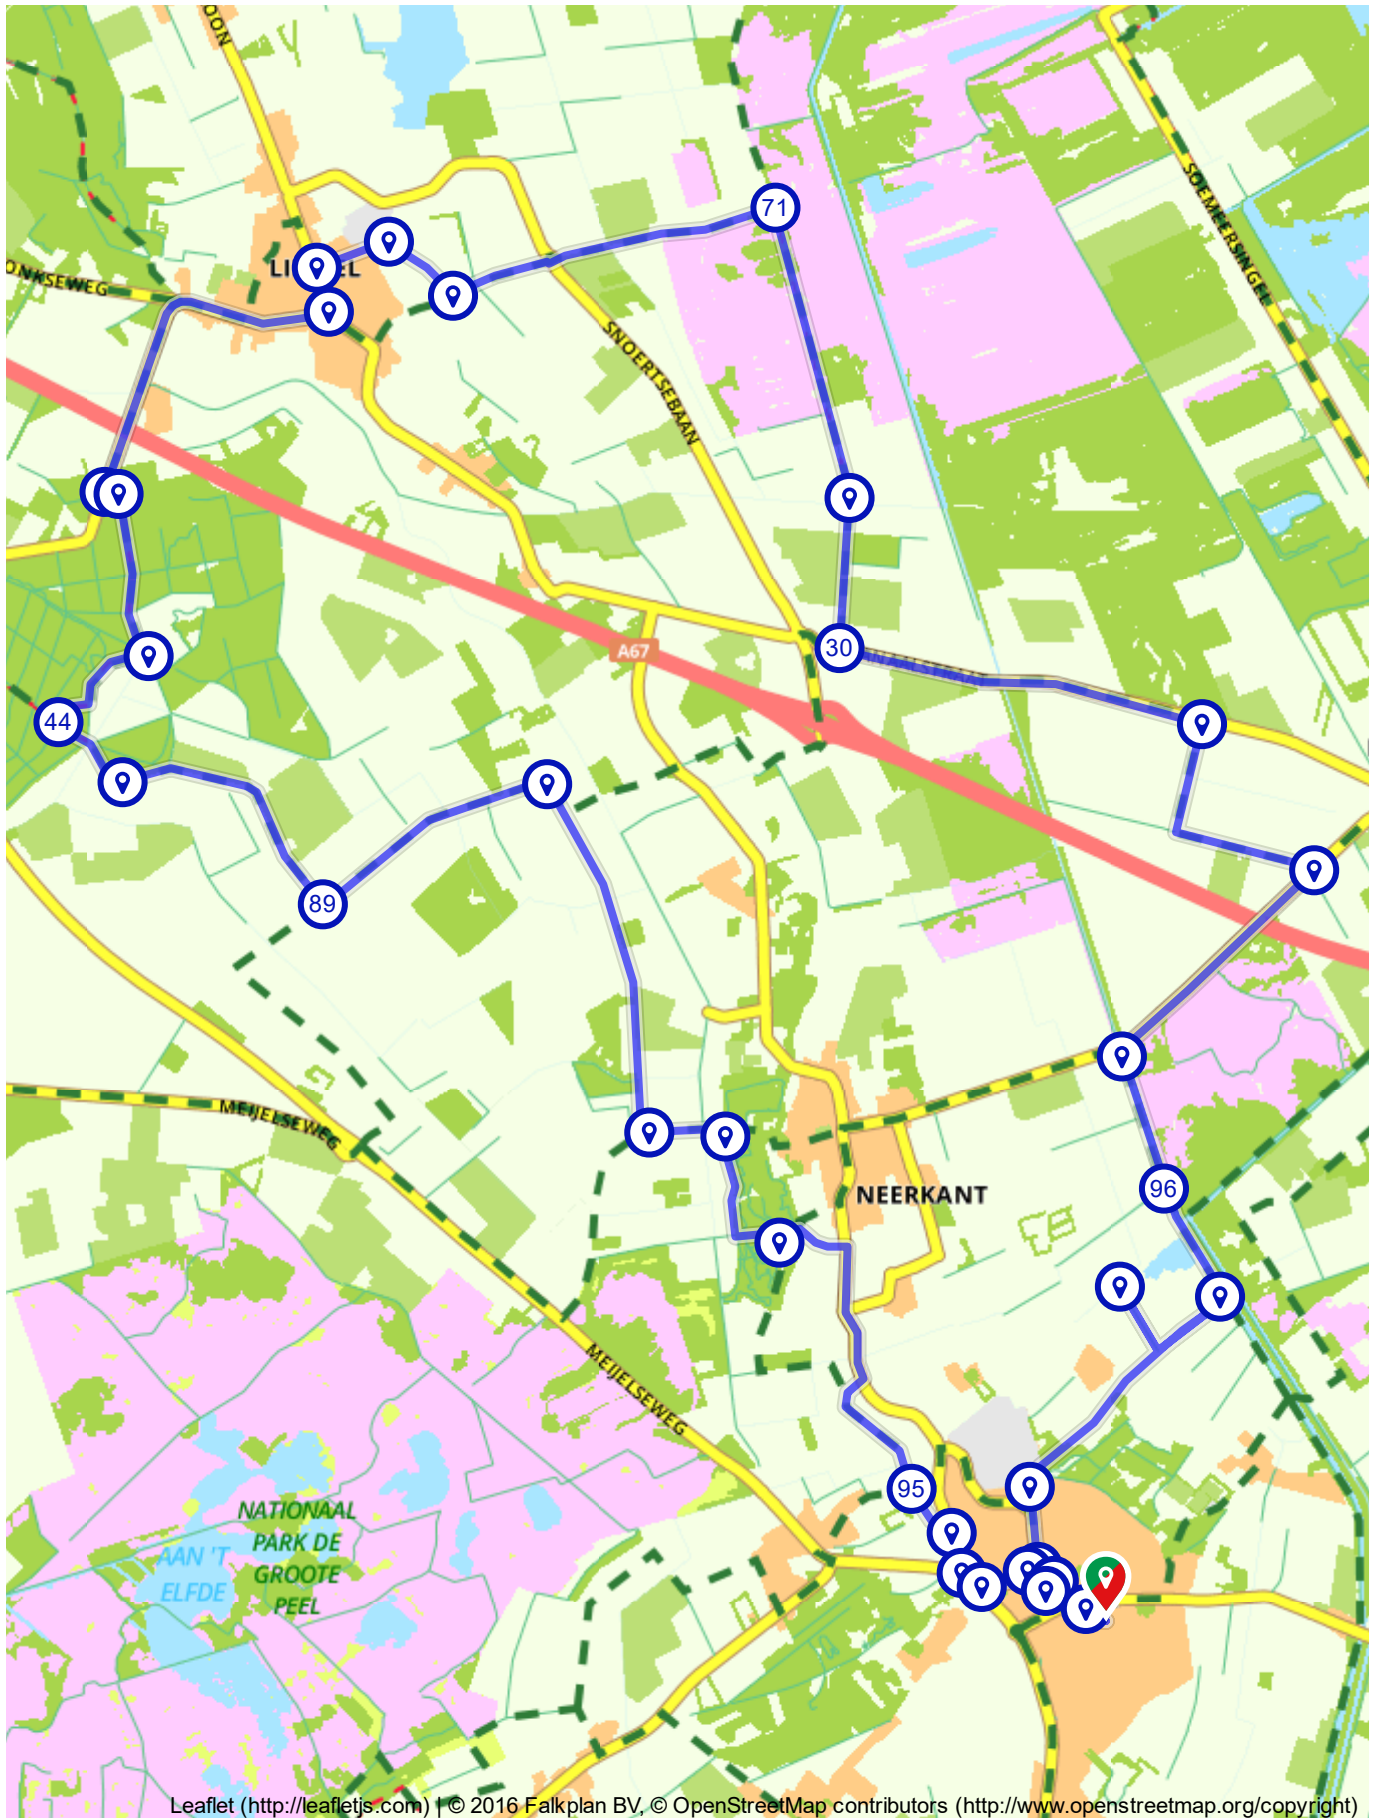 OON
71
LI EL
ONKSEWEG
SOEMEERSINGEL
SNOERTSEBAAN
A67
30
44
89
MEIJELSEWEG
96
NEERKANT
MEIJELSEWEG
95
NATIONAAL
PARK DE
GROOTE
PEEL
AAN 'T
ELFDE
Leaflet (http://leafletjs.com) | © 2016 Falkplan BV, © OpenStreetMap contributors (http://www.openstreetmap.org/copyright)